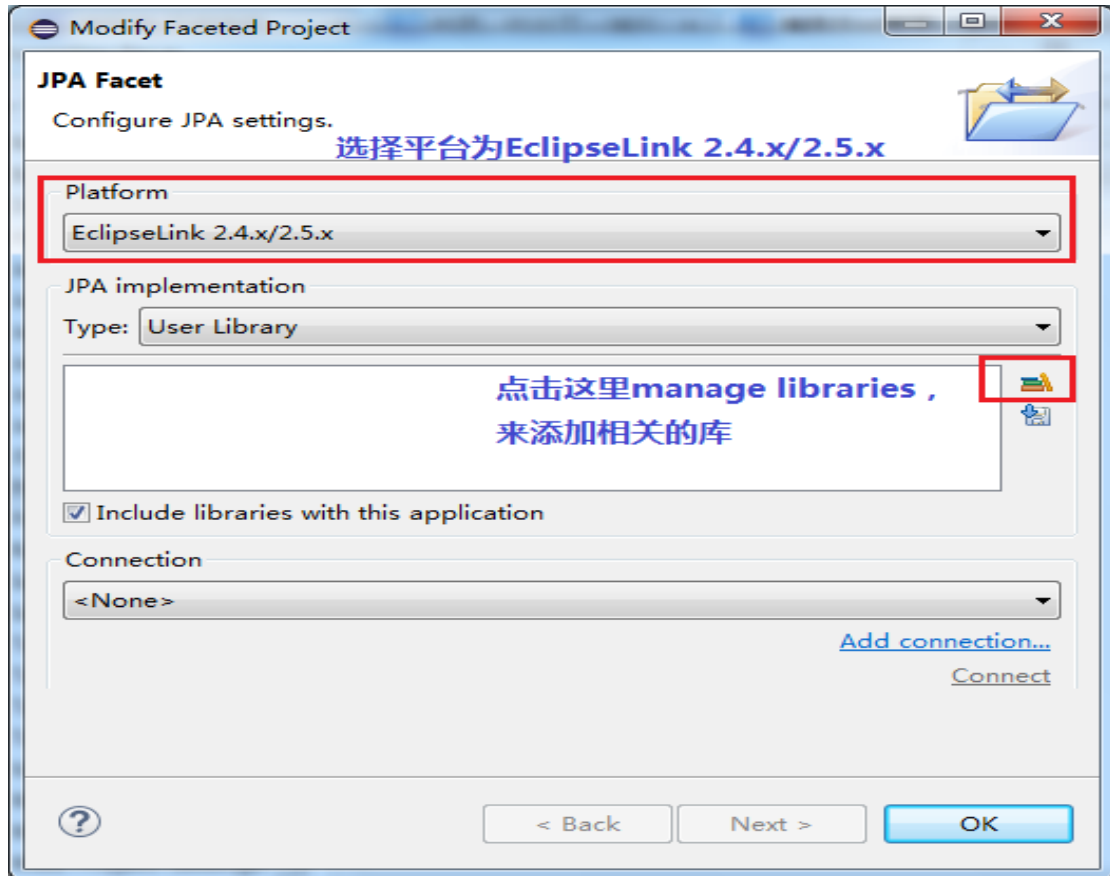 Modify Faceted Project
JPA Facet
Configure JPA settings.
选择平台为EclipseLink 2.4.x/2.5.x
Platform
EclipseLink 2.4.x/2.5.x
JPA implementation
Type: User Library
点击这里manage libraries，
来添加相关的库
Include libraries with this application
Connection
<None>
Add connection...
Connect
?
< Back Next > OK